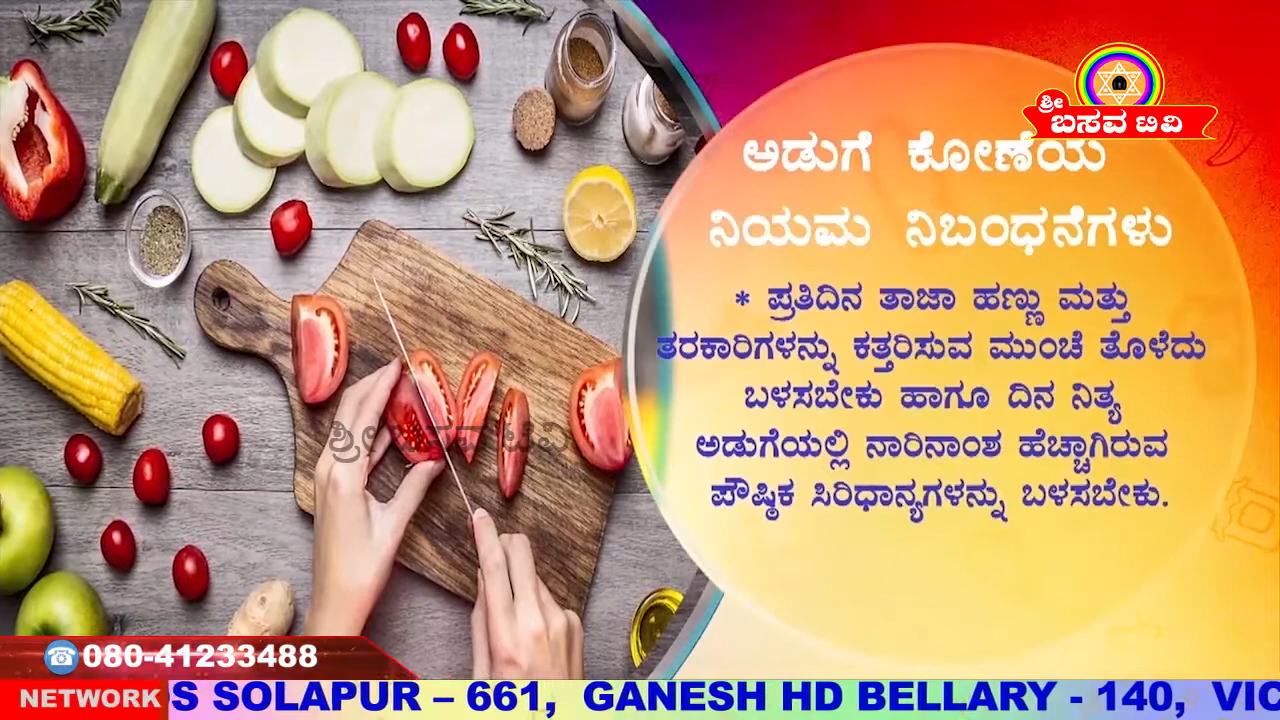 ಶ್ರೀ
ಬಸವ ಟಿವಿ
ಅಡುಗೆ ಕೋಣೆಯ
ನಿಯಮ ನಿಬಂಧನೆಗಳು
* ಪ್ರತಿದಿನ ತಾಜಾ ಹಣ್ಣು ಮತ್ತು
ತರಕಾರಿಗಳನ್ನು ಕತ್ತರಿಸುವ ಮುಂಚೆ ತೊಳೆದು
ಬಳಸಬೇಕು ಹಾಗೂ ದಿನ ನಿತ್ಯ
ಅಡುಗೆಯಲ್ಲಿ ನಾರಿನಾಂಶ ಹೆಚ್ಚಾಗಿರುವ
ಪೌಷ್ಠಿಕ ಸಿರಿಧಾನ್ಯಗಳನ್ನು ಬಳಸಬೇಕು.
ಶ್ರೀ ಬಸವ ಟಿವಿ
080-41233488
NETWORK S SOLAPUR – 661, GANESH HD BELLARY - 140, VIC